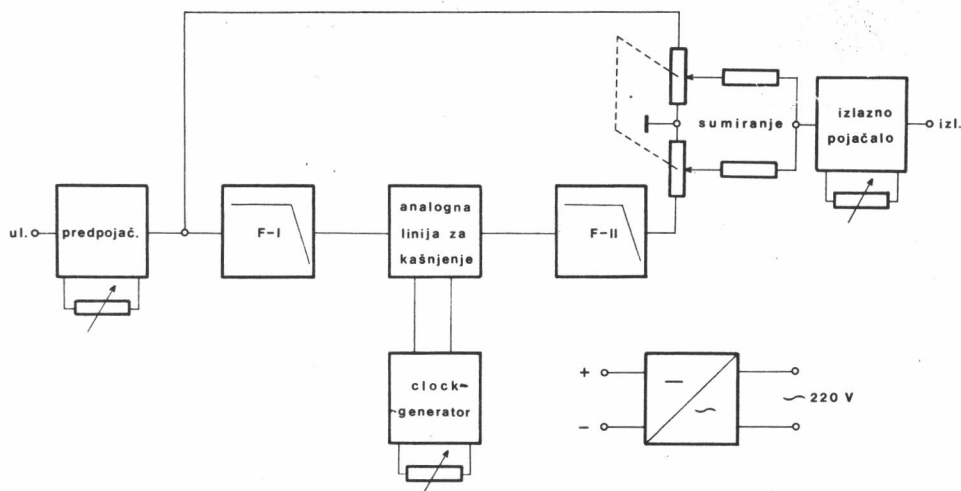 sumiranje
izlazno
pojačalo
izl.
ul.
predpojač.
F-I
analogna
linija za
kašnjenje
F-II
clock-
-generator
+
-
~ 220 V